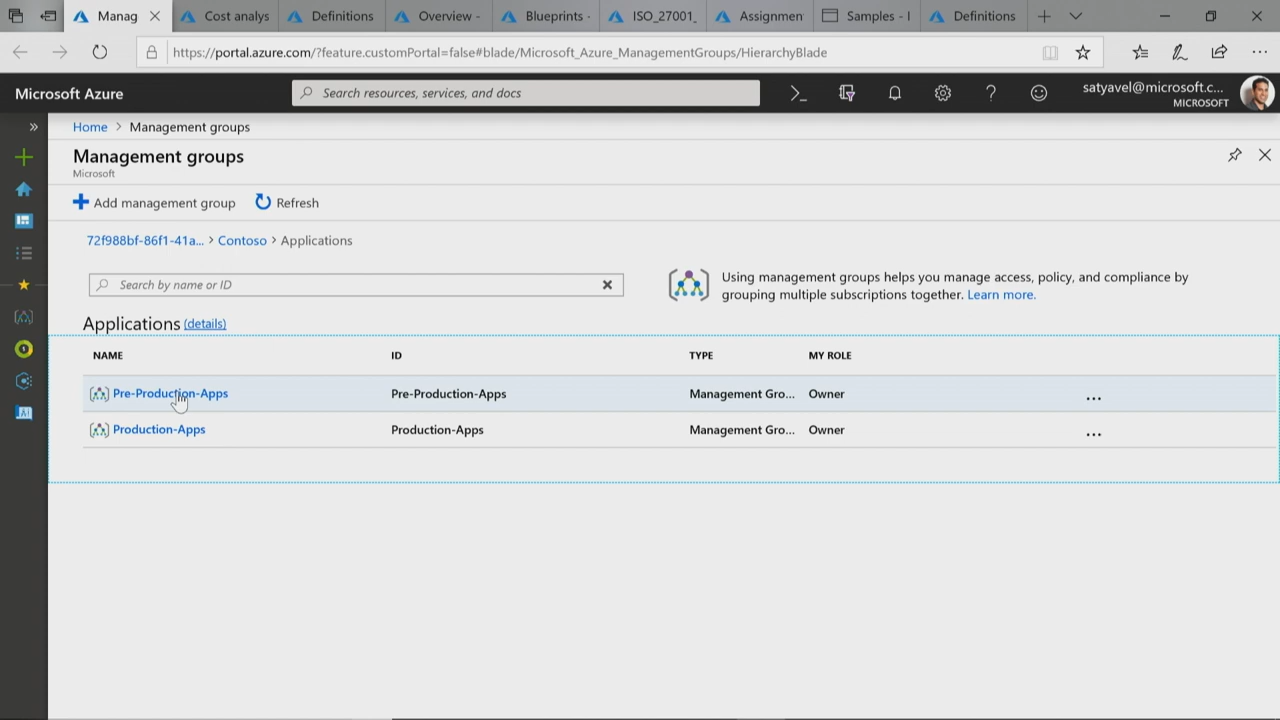 Manag
Cost analys
Definitions
Overview -
Blueprints -
ISO_27001_
Assignmen
Samples - I
Definitions
https://portal.azure.com/?feature.customPortal=false#blade/Microsoft_Azure_ManagementGroups/HierarchyBlade
Microsoft Azure
Search resources, services, and docs
satyavel@microsoft.c...
MICROSOFT
Home > Management groups
Management groups
Microsoft
Add management group
Refresh
72f988bf-86f1-41a... > Contoso > Applications
Search by name or ID
Using management groups helps you manage access, policy, and compliance by
grouping multiple subscriptions together. Learn more.
Applications (details)
NAME ID TYPE MY ROLE
Pre-Production-Apps Pre-Production-Apps Management Gro... Owner ...
Production-Apps Production-Apps Management Gro... Owner ...